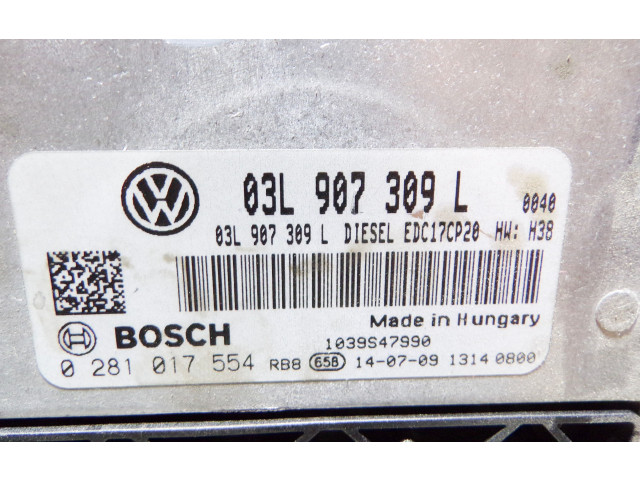 03L 907 309 L 0040
03L 907 309 L DIESEL EDC17CP20 HW: H38
Made in Hungary
BOSCH 1039S47990
0 281 017 554 RB8 658 14-07-09 1314 0800